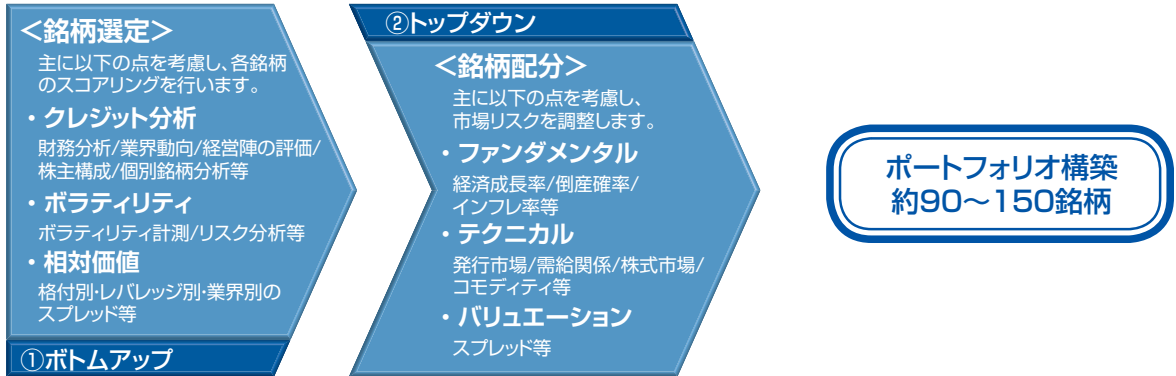 <銘柄選定>
主に以下の点を考慮し、各銘柄
のスコアリングを行います。
・クレジット分析
財務分析/業界動向/経営陣の評価/
株主構成/個別銘柄分析等
・ボラティリティ
ボラティリティ計測/リスク分析等
・相対価値
格付別・レバレッジ別・業界別の
スプレッド等
①ボトムアップ
②トップダウン
<銘柄配分>
主に以下の点を考慮し、
市場リスクを調整します。
・ファンダメンタル
経済成長率/倒産確率/
インフレ率等
・テクニカル
発行市場/需給関係/株式市場/
コモディティ等
・バリュエーション
スプレッド等
ポートフォリオ構築
約90~150銘柄